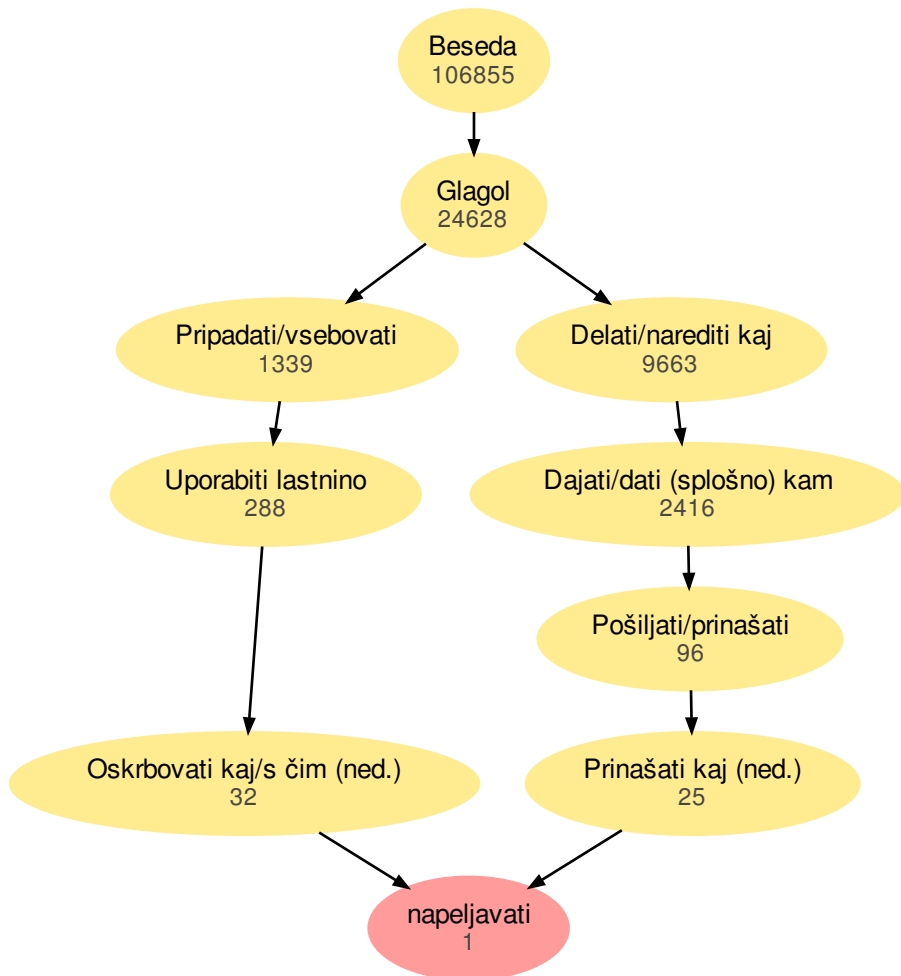 Beseda
106855
Glagol
24628
Pripadati/vsebovati
1339
Delati/narediti kaj
9663
Uporabiti lastnino
288
Dajati/dati (splošno) kam
2416
Pošiljati/prinašati
96
Oskrbovati kaj/s čim (ned.)
32
Prinašati kaj (ned.)
25
napeljavati
1